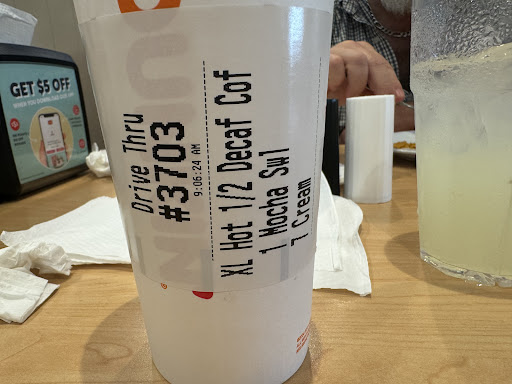 GET $5 OFF
Drive Thru
#3703
9:06:24 AM
XL Hot 1/2 Decaf Cof
1 Mocha Swl
7 Cream